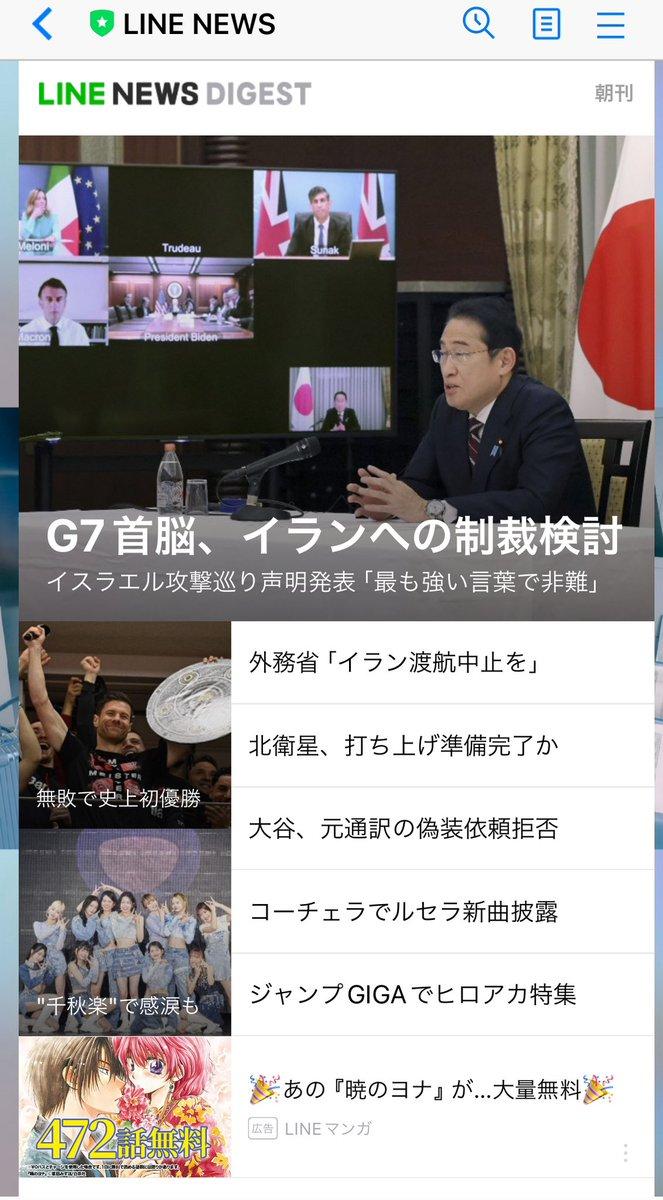 LINE NEWS
LINE NEWS DIGEST
朝刊
Meloni
Trudeau
Sunak
Macron
President Biden
G7首脳、イランへの制裁検討
イスラエル攻撃巡り声明発表「最も強い言葉で非難」
無敗で史上初優勝
外務省「イラン渡航中止を」
北衛星、打ち上げ準備完了か
大谷、元通訳の偽装依頼拒否
"千秋楽"で感涙も
コーチェラでルセラ新曲披露
ジャンプGIGAでヒロアカ特集
472話無料
🎉あの『暁のヨナ』が…大量無料🎉
広告 LINEマンガ